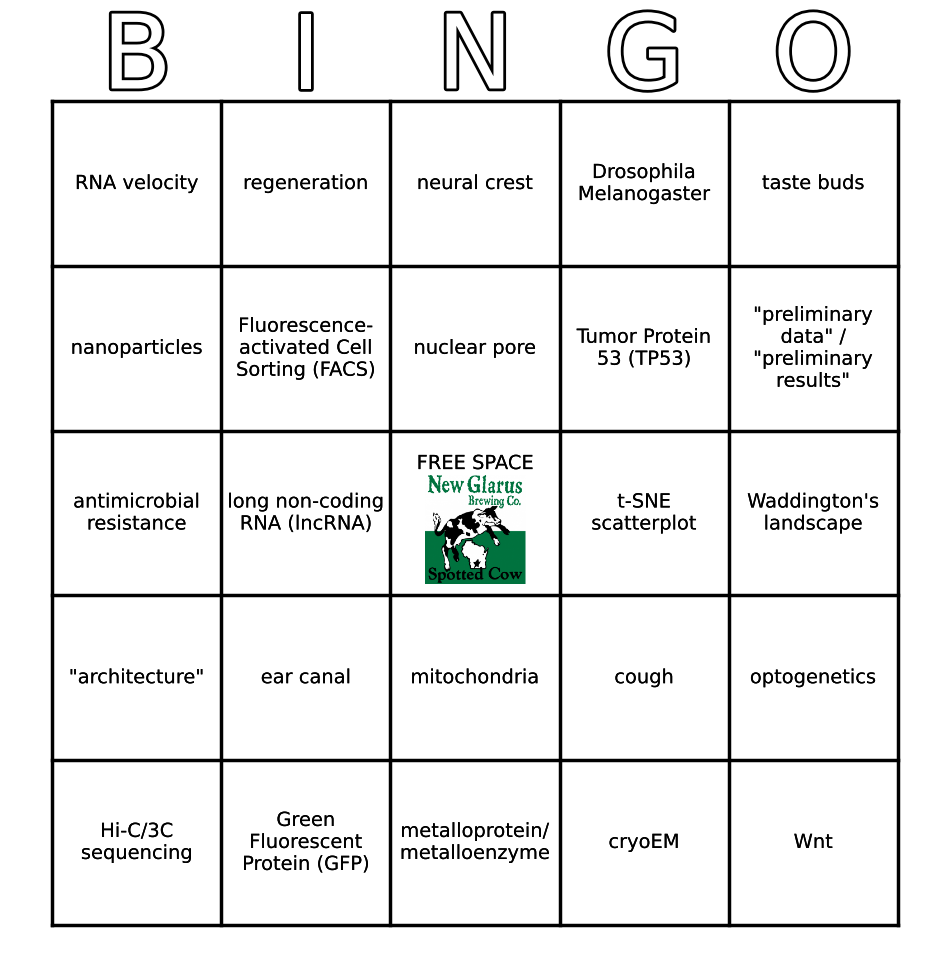 B I N G O
RNA velocity
regeneration
neural crest
Drosophila
Melanogaster
taste buds
nanoparticles
Fluorescence-
activated Cell
Sorting (FACS)
nuclear pore
Tumor Protein
53 (TP53)
"preliminary
data" /
"preliminary
results"
antimicrobial
resistance
long non-coding
RNA (lncRNA)
FREE SPACE
New Glarus
Brewing Co.
Spotted Cow
t-SNE
scatterplot
Waddington's
landscape
"architecture"
ear canal
mitochondria
cough
optogenetics
Hi-C/3C
sequencing
Green
Fluorescent
Protein (GFP)
metalloprotein/
metalloenzyme
cryoEM
Wnt